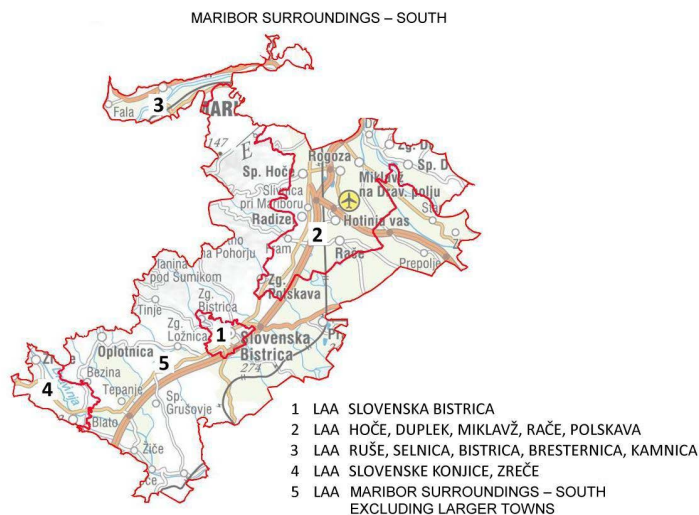 MARIBOR SURROUNDINGS – SOUTH
Fala
3
147
E
Rogoza
Zg. D
Sp. Hoče
Sp. D
Miklavž
na Drav. polju
Slivnica
pri Mariboru
Radizel
Hotinja vas
2
Rače
Prepolje
na Pohorju
pod Šumikom
Zg.
Polskava
Zg.
Bistrica
Tinje
Zg.
Ložnica
1
Slovenska
Bistrica
Oplotnica
5
274
Bezina
4
Tepanje
Sp.
Grušovje
Blato
Žiče
1 LAA SLOVENSKA BISTRICA
2 LAA HOČE, DUPLEK, MIKLAVŽ, RAČE, POLSKAVA
3 LAA RUŠE, SELNICA, BISTRICA, BRESTERNICA, KAMNICA
4 LAA SLOVENSKE KONJICE, ZREČE
5 LAA MARIBOR SURROUNDINGS – SOUTH
EXCLUDING LARGER TOWNS